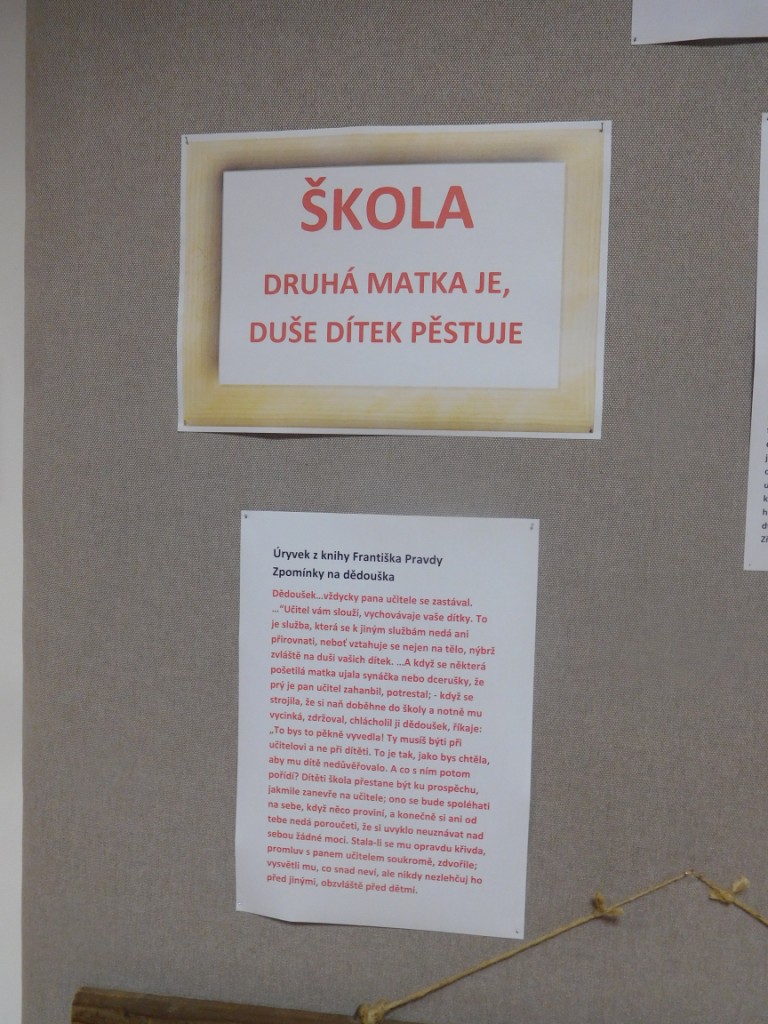 ŠKOLA
DRUHÁ MATKA JE,
DUŠE DÍTEK PĚSTUJE
Úryvek z knihy Františka Pravdy
Zpomínky na dědouška
Dědoušek...vždycky pana učitele se zastával.
..."Učitel vám slouží, vychovávaje vaše dítky. To
je služba, která se k jiným službám nedá ani
přirovnati, neboť vztahuje se nejen na tělo, nýbrž
zvláště na duši vašich dítek. ...A když se některá
pošetilá matka ujala synáčka nebo dcerušky, že
prý je pan učitel zahanbil, potrestal; - když se
strojila, že si naň doběhne do školy a notně mu
vycinká, zdržoval, chlácholil ji dědoušek, říkaje:
„To bys to pěkně vyvedla! Ty musíš býti při
učitelovi a ne při dítěti. To je tak, jako bys chtěla,
aby mu dítě nedůvěřovalo. A co s ním potom
pořídí? Dítěti škola přestane být ku prospěchu,
jakmile zanevře na učitele; ono se bude spoléhati
na sebe, když něco proviní, a konečně si ani od
tebe nedá poroučeti, že si uvyklo neuznávat nad
sebou žádné moci. Stala-li se mu opravdu křivda,
promluv s panem učitelem soukromě, zdvořile;
vysvětli mu, co snad neví, ale nikdy nezlehčuj ho
před jinými, obzvláště před dětmi.